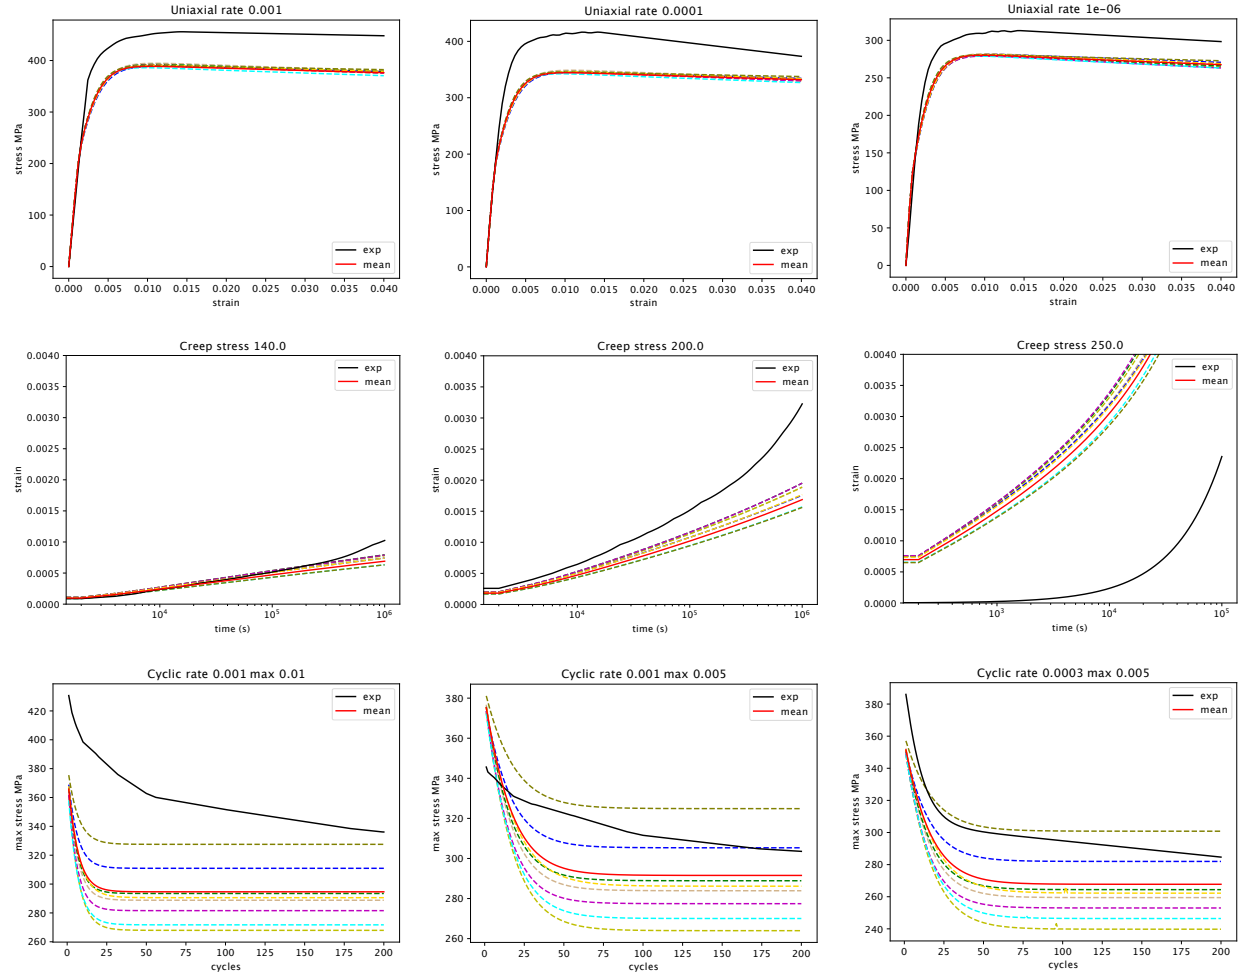 Uniaxial rate 0.001
stress MPa
400
300
200
100
0
0.000 0.005 0.010 0.015 0.020 0.025 0.030 0.035 0.040
strain
exp
mean
Uniaxial rate 0.0001
stress MPa
400
300
200
100
0
0.000 0.005 0.010 0.015 0.020 0.025 0.030 0.035 0.040
strain
exp
mean
Uniaxial rate 1e-06
stress MPa
300
250
200
150
100
50
0
0.000 0.005 0.010 0.015 0.020 0.025 0.030 0.035 0.040
strain
exp
mean
Creep stress 140.0
strain
0.0040
0.0035
0.0030
0.0025
0.0020
0.0015
0.0010
0.0005
0.0000
10⁴ 10⁵ 10⁶
time (s)
exp
mean
Creep stress 200.0
strain
0.0040
0.0035
0.0030
0.0025
0.0020
0.0015
0.0010
0.0005
0.0000
10⁴ 10⁵ 10⁶
time (s)
exp
mean
Creep stress 250.0
strain
0.0040
0.0035
0.0030
0.0025
0.0020
0.0015
0.0010
0.0005
0.0000
10³ 10⁴ 10⁵
time (s)
exp
mean
Cyclic rate 0.001 max 0.01
max stress MPa
420
400
380
360
340
320
300
280
260
0 25 50 75 100 125 150 175 200
cycles
exp
mean
Cyclic rate 0.001 max 0.005
max stress MPa
380
360
340
320
300
280
260
0 25 50 75 100 125 150 175 200
cycles
exp
mean
Cyclic rate 0.0003 max 0.005
max stress MPa
380
360
340
320
300
280
260
240
0 25 50 75 100 125 150 175 200
cycles
exp
mean